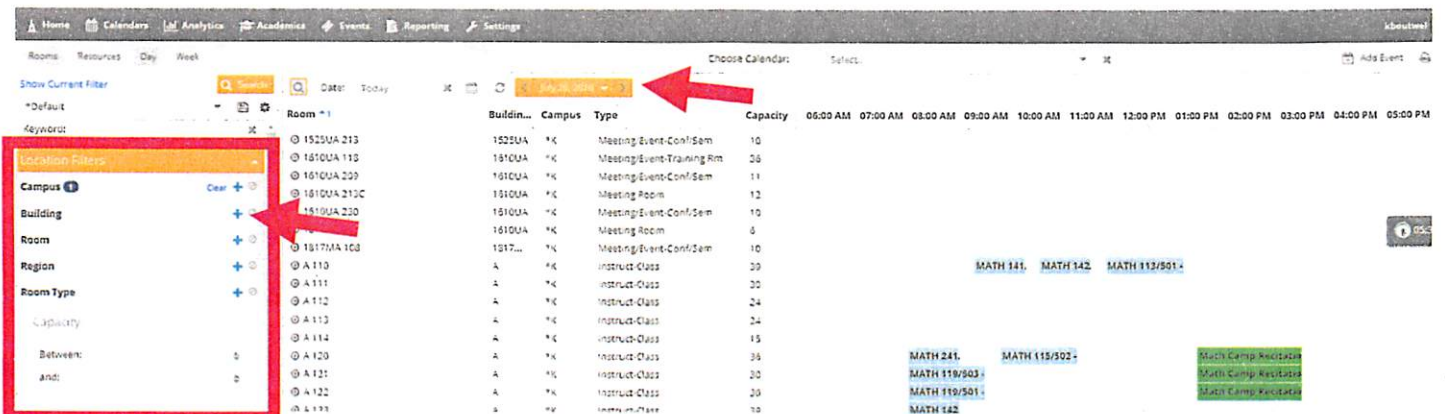 Home Calendars Analytics Academics Events Reporting Settings kboutwel
Rooms Resources Day Week Choose Calendar: Select. Add Event
Show Current Filter Search Date: Today
*Default
Keyword:
Room Buildin... Campus Type Capacity 06:00 AM 07:00 AM 08:00 AM 09:00 AM 10:00 AM 11:00 AM 12:00 PM 01:00 PM 02:00 PM 03:00 PM 04:00 PM 05:00 PM
1525UA 213 1525UA *K Meeting/Event-Conf/Sem 10
Location Filters 1610UA 118 1610UA *K Meeting/Event-Training Rm 36
1610UA 209 1610UA *K Meeting/Event-Conf/Sem 11
Campus 1 Clear 1610UA 213C 1610UA *K Meeting Room 12
Building 1610UA 230 1610UA *K Meeting/Event-Conf/Sem 10
1610UA *K Meeting Room 6
Room 1817MA 108 1817... *K Meeting/Event-Conf/Sem 10
Region A 110 A *K Instruct-Class 30 MATH 141, MATH 142, MATH 113/501 -
A 111 A *K Instruct-Class 30
Room Type A 112 A *K Instruct-Class 24
Capacity A 113 A *K Instruct-Class 24
A 114 A *K Instruct-Class 15
Between: A 120 A *K Instruct-Class 36 MATH 241, MATH 115/502 - Math Camp Recitatio
and: A 121 A *K Instruct-Class 30 MATH 119/503 - Math Camp Recitatio
A 122 A *K Instruct-Class 30 MATH 119/501 - Math Camp Recitatio
A *K Instruct-Class MATH 142